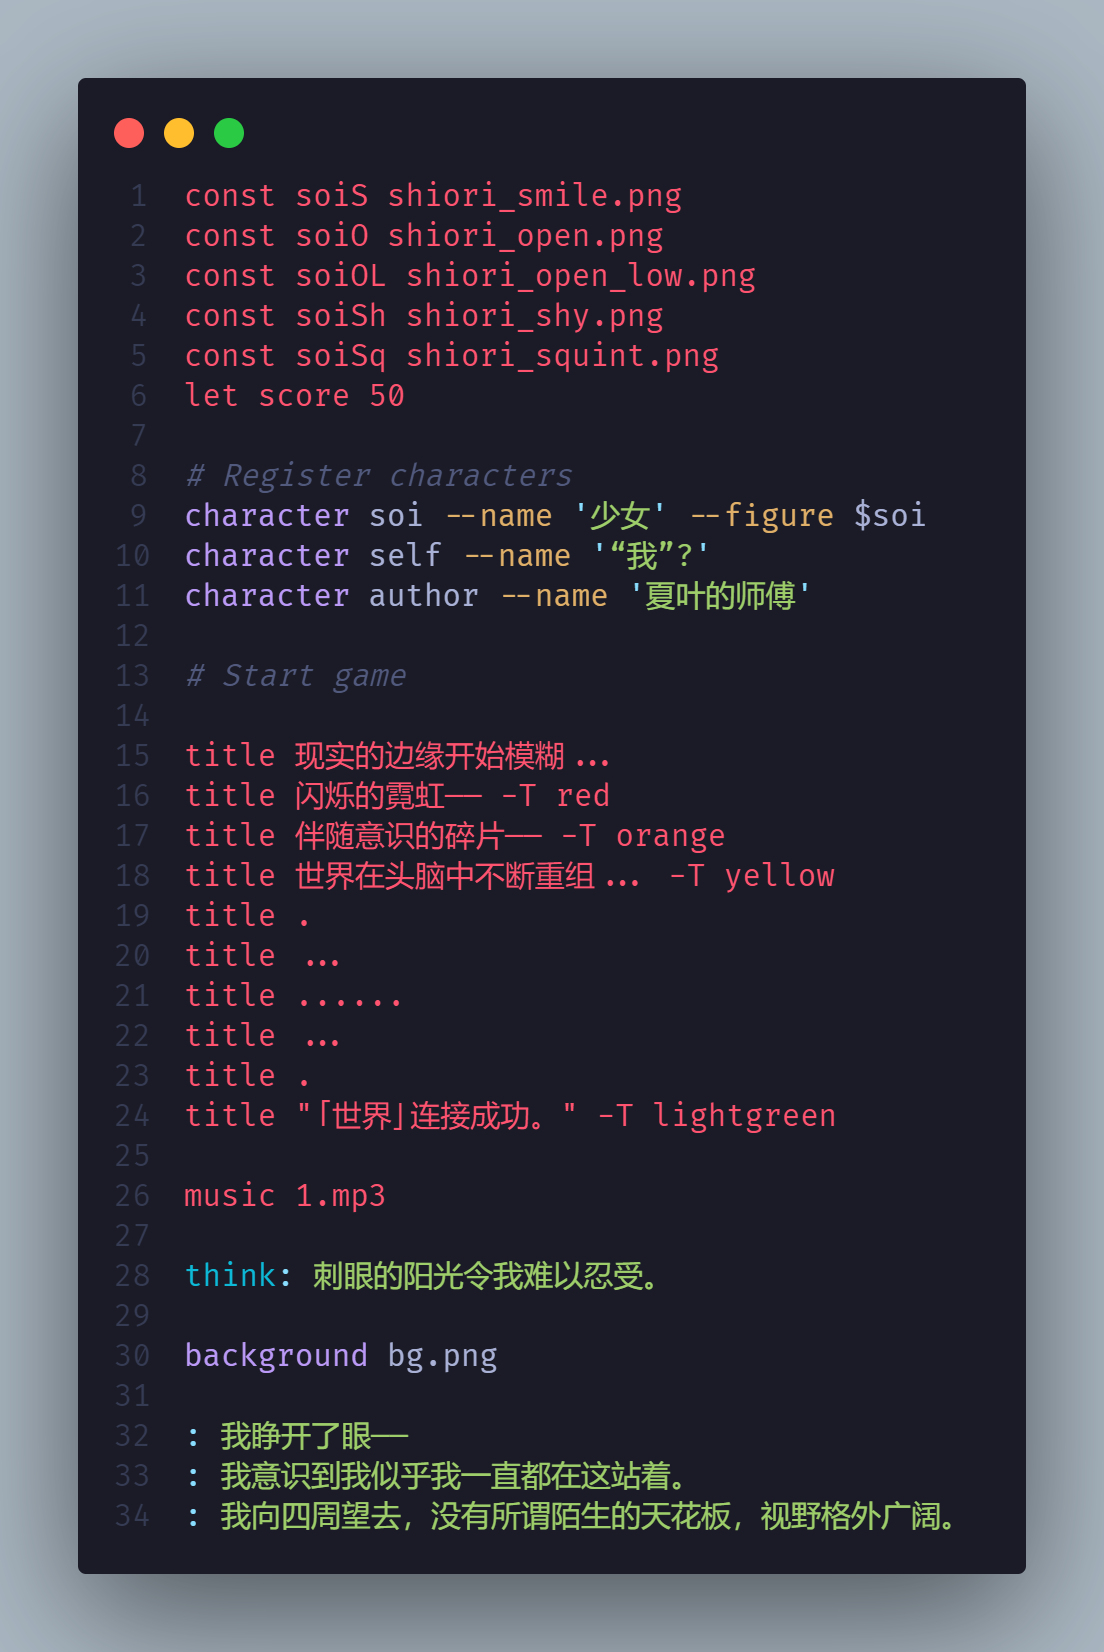 1 const soiS shiori_smile.png
2 const soiO shiori_open.png
3 const soiOL shiori_open_low.png
4 const soiSh shiori_shy.png
5 const soiSq shiori_squint.png
6 let score 50
7
8 # Register characters
9 character soi --name '少女' --figure $soi
10 character self --name '“我”?'
11 character author --name '夏叶的师傅'
12
13 # Start game
14
15 title 现实的边缘开始模糊...
16 title 闪烁的霓虹—— -T red
17 title 伴随意识的碎片—— -T orange
18 title 世界在头脑中不断重组... -T yellow
19 title .
20 title ...
21 title ......
22 title ...
23 title .
24 title "「世界」连接成功。" -T lightgreen
25
26 music 1.mp3
27
28 think: 刺眼的阳光令我难以忍受。
29
30 background bg.png
31
32 : 我睁开了眼——
33 : 我意识到我似乎我一直都在这站着。
34 : 我向四周望去，没有所谓陌生的天花板，视野格外广阔。